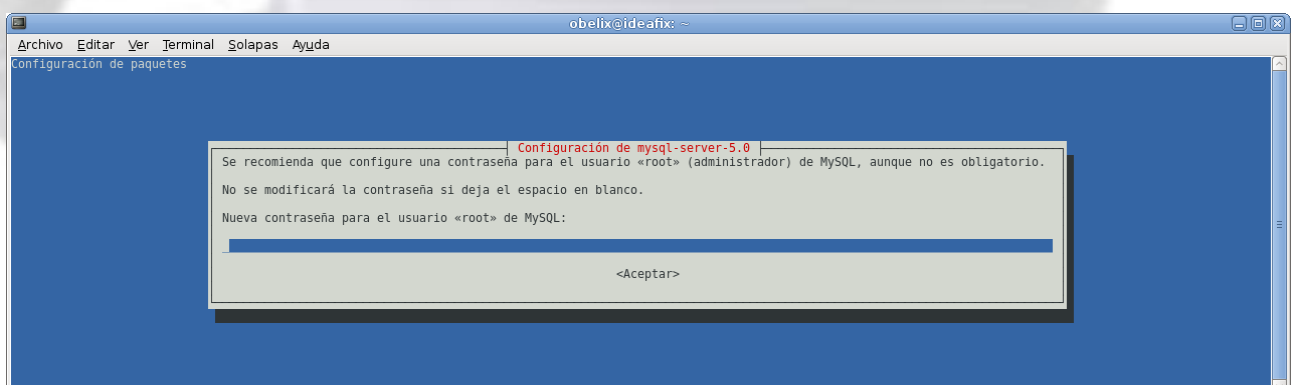 obelix@ideafix: ~
Archivo Editar Ver Terminal Solapas Ayuda
Configuración de paquetes
Configuración de mysql-server-5.0
Se recomienda que configure una contraseña para el usuario «root» (administrador) de MySQL, aunque no es obligatorio.
No se modificará la contraseña si deja el espacio en blanco.
Nueva contraseña para el usuario «root» de MySQL:
<Aceptar>